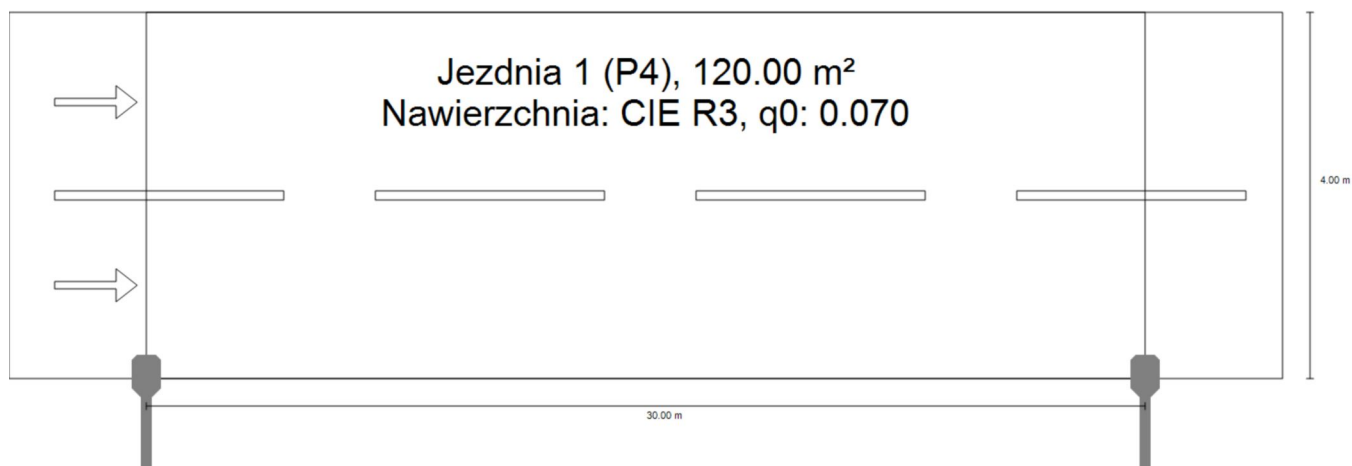 Jezdnia 1 (P4), 120.00 m²
Nawierzchnia: CIE R3, q0: 0.070
4.00 m
30.00 m